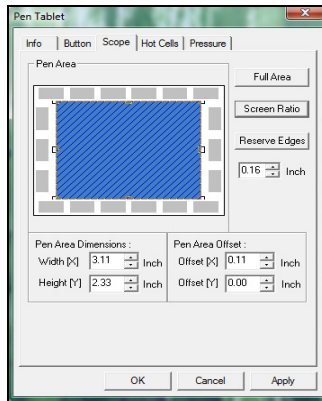 Pen Tablet
Info Button Scope Hot Cells Pressure
Pen Area
Full Area
Screen Ratio
Reserve Edges
0.16 Inch
Pen Area Dimensions :
Width [X] 3.11 Inch
Height [Y] 2.33 Inch
Pen Area Offset :
Offset [X] 0.11 Inch
Offset [Y] 0.00 Inch
OK Cancel Apply